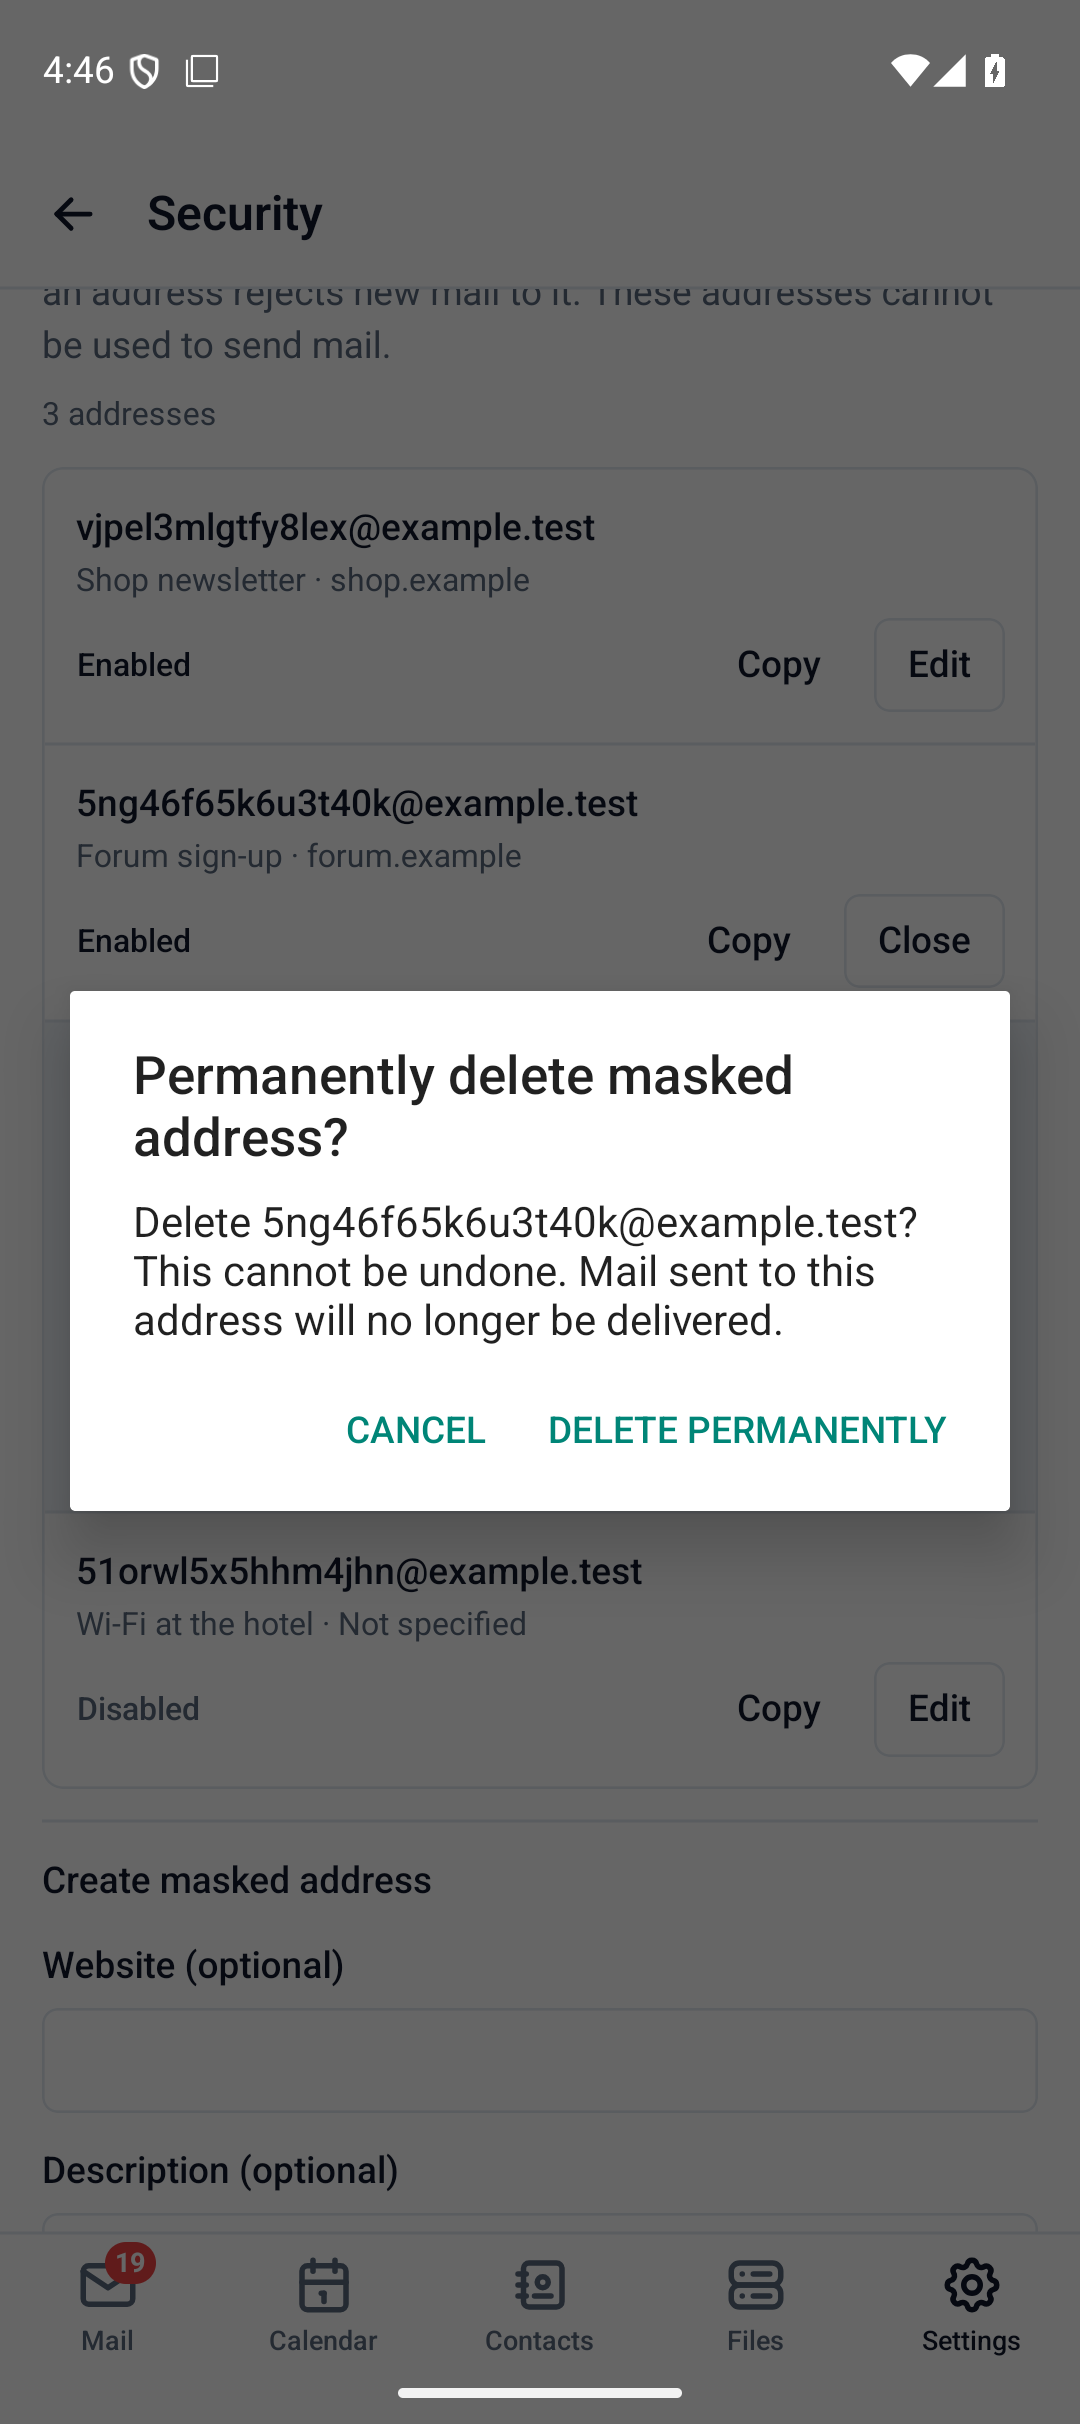 4:46
Security
an address rejects new mail to it. These addresses cannot
be used to send mail.
3 addresses
vjpel3mlgtfy8lex@example.test
Shop newsletter · shop.example
Enabled
Copy
Edit
5ng46f65k6u3t40k@example.test
Forum sign-up · forum.example
Enabled
Copy
Close
Permanently delete masked
address?
Delete 5ng46f65k6u3t40k@example.test?
This cannot be undone. Mail sent to this
address will no longer be delivered.
CANCEL
DELETE PERMANENTLY
51orwl5x5hhm4jhn@example.test
Wi-Fi at the hotel · Not specified
Disabled
Copy
Edit
Create masked address
Website (optional)
Description (optional)
19
Mail
Calendar
Contacts
Files
Settings